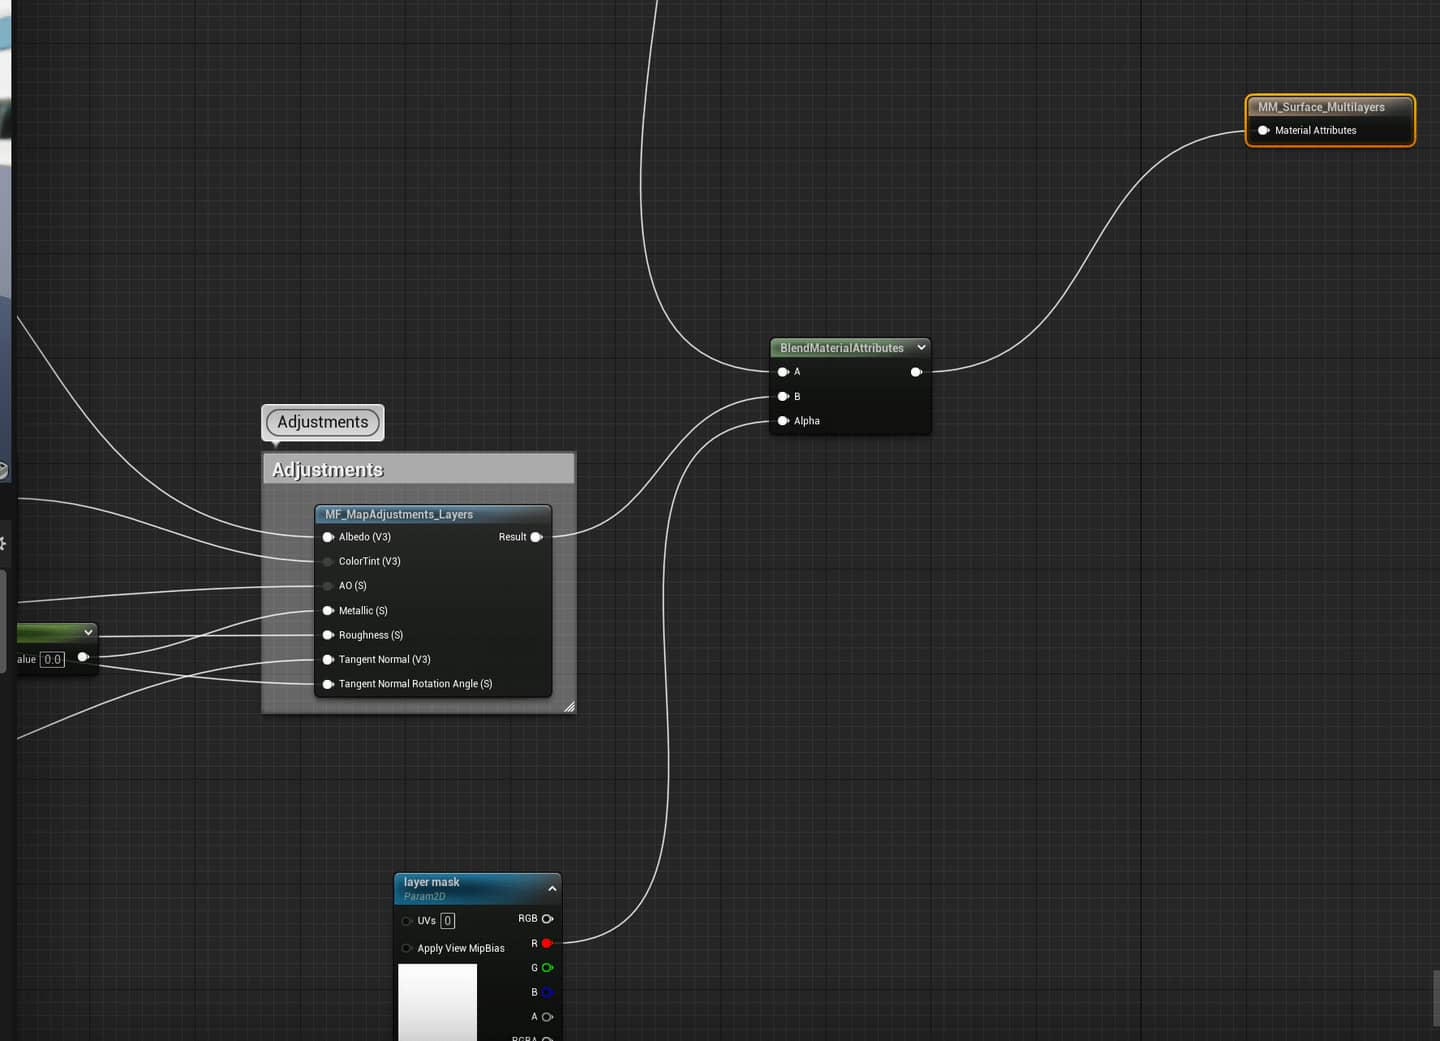 MM_Surface_Multilayers
Material Attributes
BlendMaterialAttributes
A
B
Alpha
Adjustments
Adjustments
MF_MapAdjustments_Layers
Albedo (V3)
Result
ColorTint (V3)
AO (S)
Metallic (S)
Roughness (S)
Tangent Normal (V3)
Tangent Normal Rotation Angle (S)
alue 0.0
layer mask
Param2D
UVs 0
RGB
Apply View MipBias
R
G
B
A
RGBA